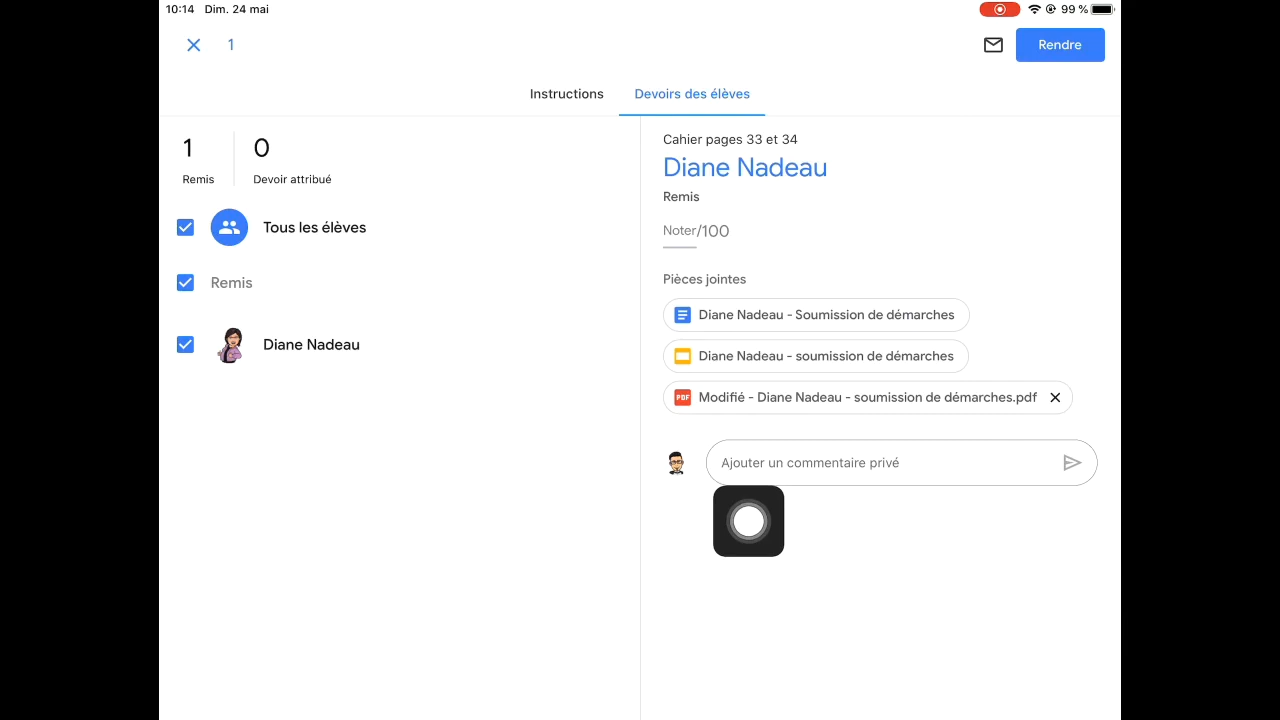 10:14 Dim. 24 mai
99 %
1
Rendre
Instructions
Devoirs des élèves
1
Remis
0
Devoir attribué
Tous les élèves
Remis
Diane Nadeau
Cahier pages 33 et 34
Diane Nadeau
Remis
Noter/100
Pièces jointes
Diane Nadeau - Soumission de démarches
Diane Nadeau - soumission de démarches
PDF Modifié - Diane Nadeau - soumission de démarches.pdf
Ajouter un commentaire privé